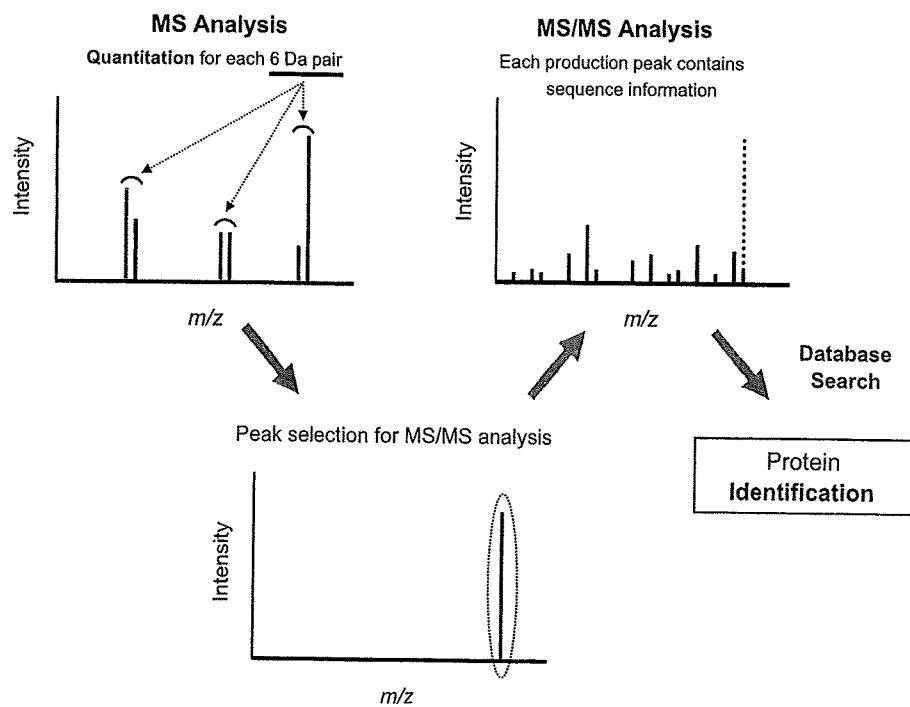 MS Analysis
Quantitation for each 6 Da pair
Intensity
m/z
MS/MS Analysis
Each production peak contains
sequence information
Intensity
m/z
Database
Search
Peak selection for MS/MS analysis
Intensity
m/z
Protein
Identification